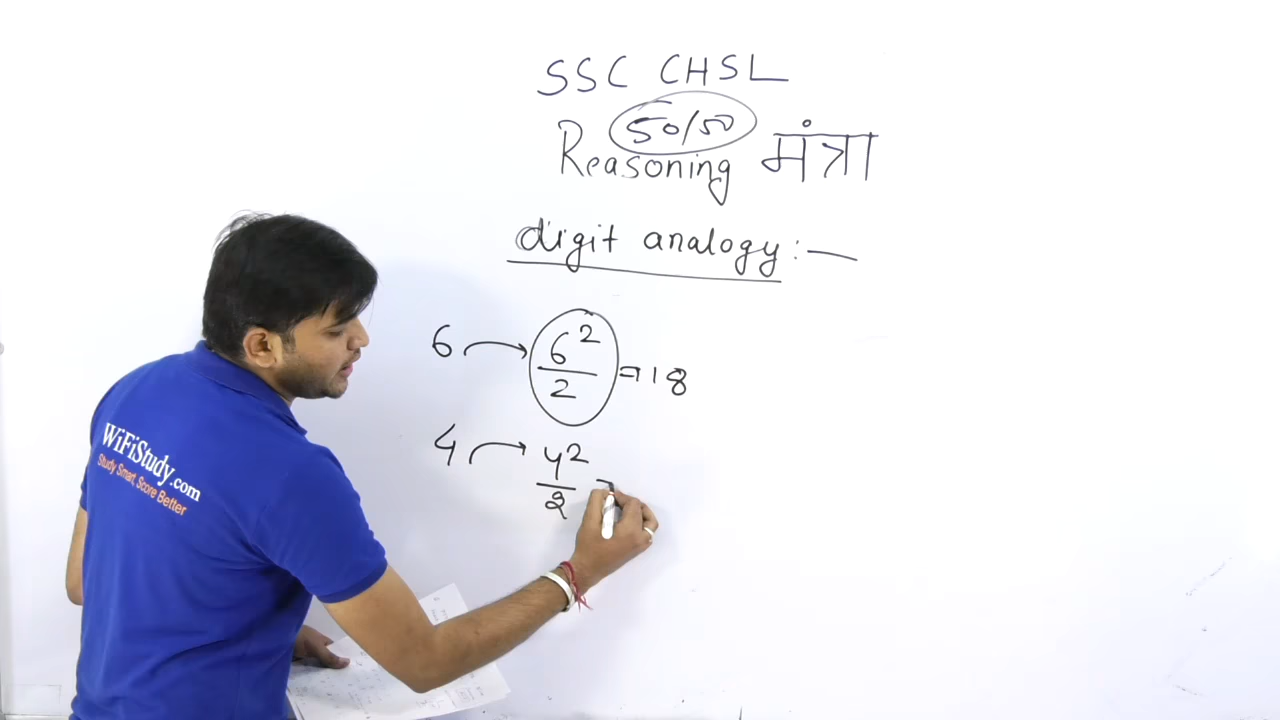 SSC CHSL
50/50
Reasoning मंत्रा
digit analogy :—
6 → 6²/2 = 18
4 → 4²/2 =
WiFiStudy.com
Study Smart, Score Better